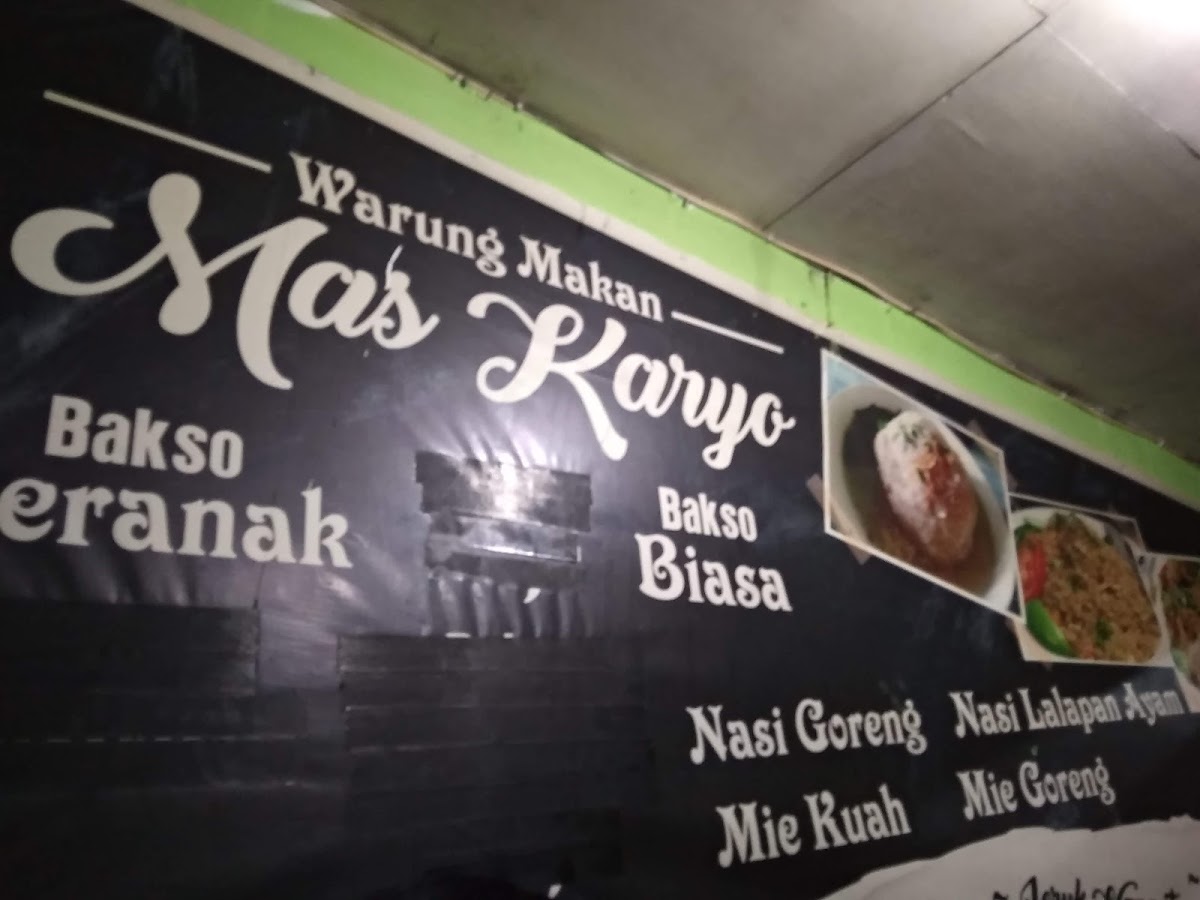 Warung Makan
Mas Karyo
Bakso
eranak
Bakso
Biasa
Nasi Goreng
Nasi Lalapan Ayam
Mie Kuah
Mie Goreng